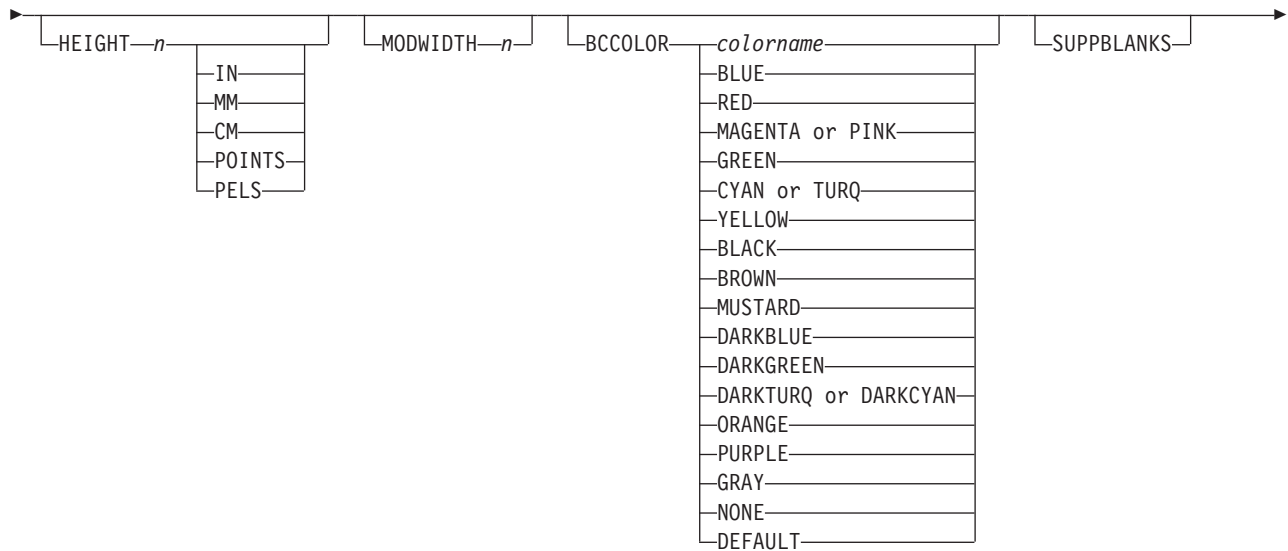 HEIGHT n MODWIDTH n BCCOLOR colorname SUPPBLANKS
IN BLUE
MM RED
CM MAGENTA or PINK
POINTS GREEN
PELS CYAN or TURQ
YELLOW
BLACK
BROWN
MUSTARD
DARKBLUE
DARKGREEN
DARKTURQ or DARKCYAN
ORANGE
PURPLE
GRAY
NONE
DEFAULT